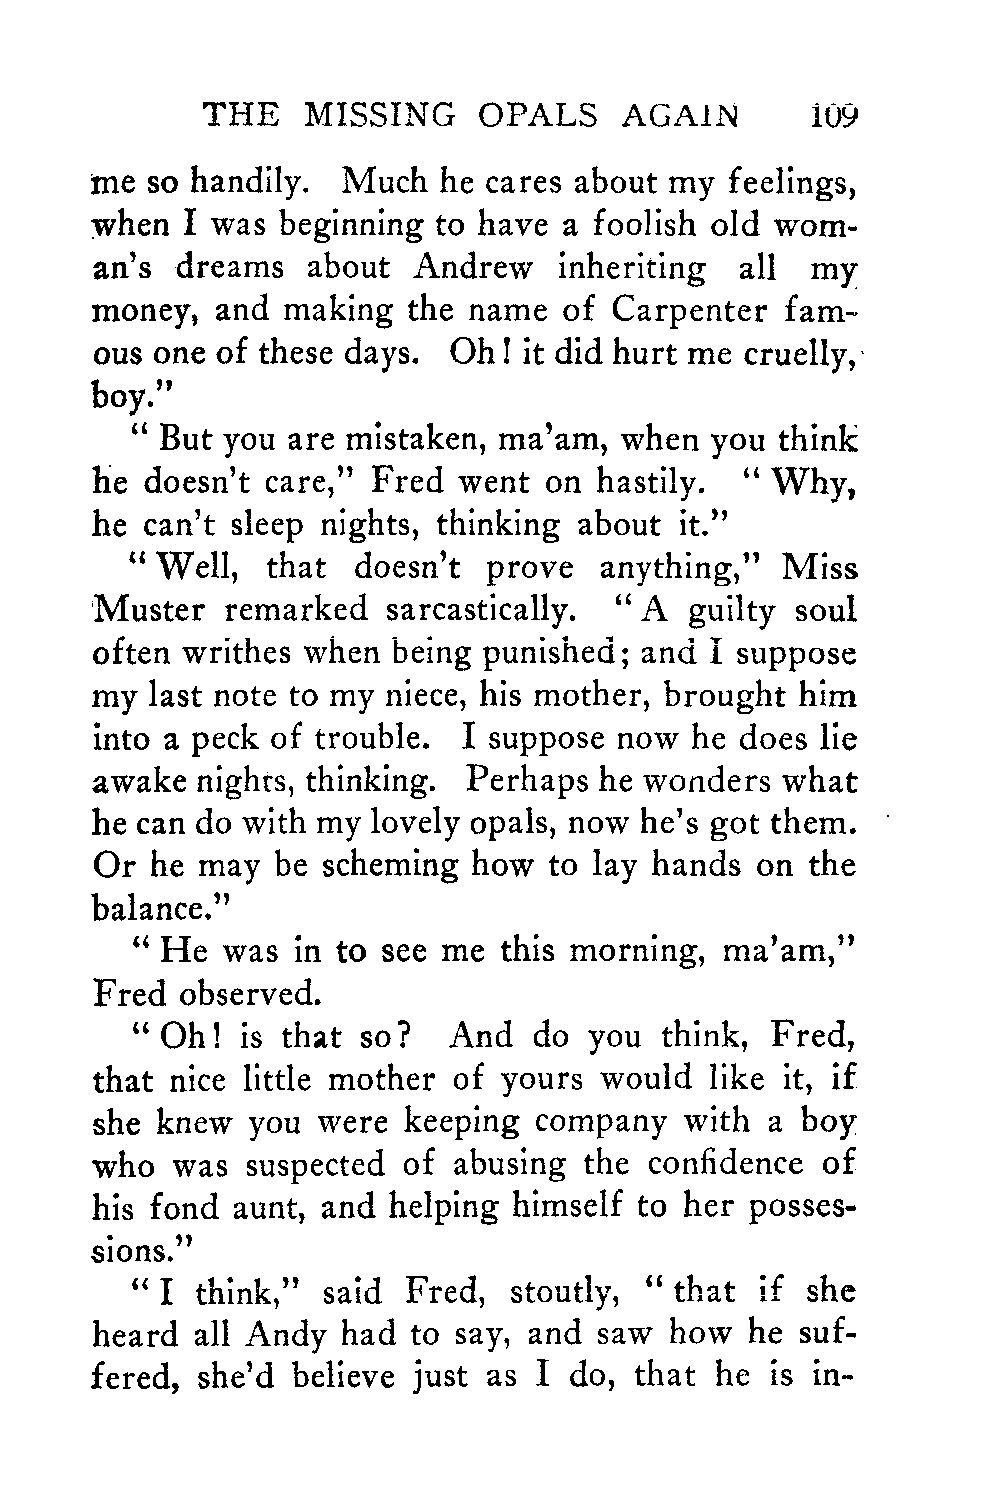 THE MISSING OPALS AGAIN 109
me so handily. Much he cares about my feelings,
when I was beginning to have a foolish old wom-
an's dreams about Andrew inheriting all my
money, and making the name of Carpenter fam-
ous one of these days. Oh! it did hurt me cruelly,
boy."
" But you are mistaken, ma'am, when you think
he doesn't care," Fred went on hastily. " Why,
he can't sleep nights, thinking about it."
" Well, that doesn't prove anything," Miss
Muster remarked sarcastically. " A guilty soul
often writhes when being punished; and I suppose
my last note to my niece, his mother, brought him
into a peck of trouble. I suppose now he does lie
awake nights, thinking. Perhaps he wonders what
he can do with my lovely opals, now he's got them.
Or he may be scheming how to lay hands on the
balance."
" He was in to see me this morning, ma'am,"
Fred observed.
" Oh! is that so? And do you think, Fred,
that nice little mother of yours would like it, if
she knew you were keeping company with a boy
who was suspected of abusing the confidence of
his fond aunt, and helping himself to her posses-
sions."
" I think," said Fred, stoutly, " that if she
heard all Andy had to say, and saw how he suf-
fered, she'd believe just as I do, that he is in-